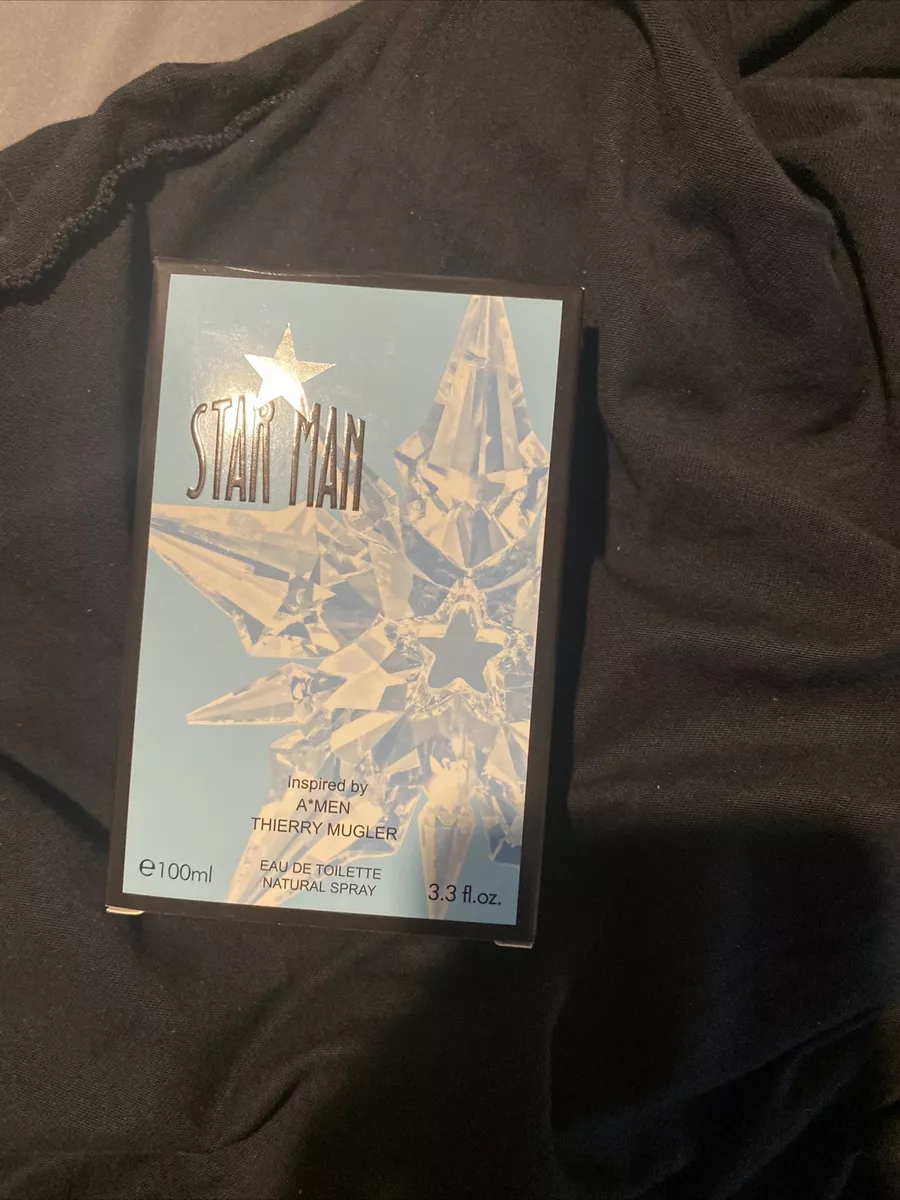 STAR MAN
Inspired by
A*MEN
THIERRY MUGLER
℮100ml
EAU DE TOILETTE
NATURAL SPRAY
3.3 fl.oz.